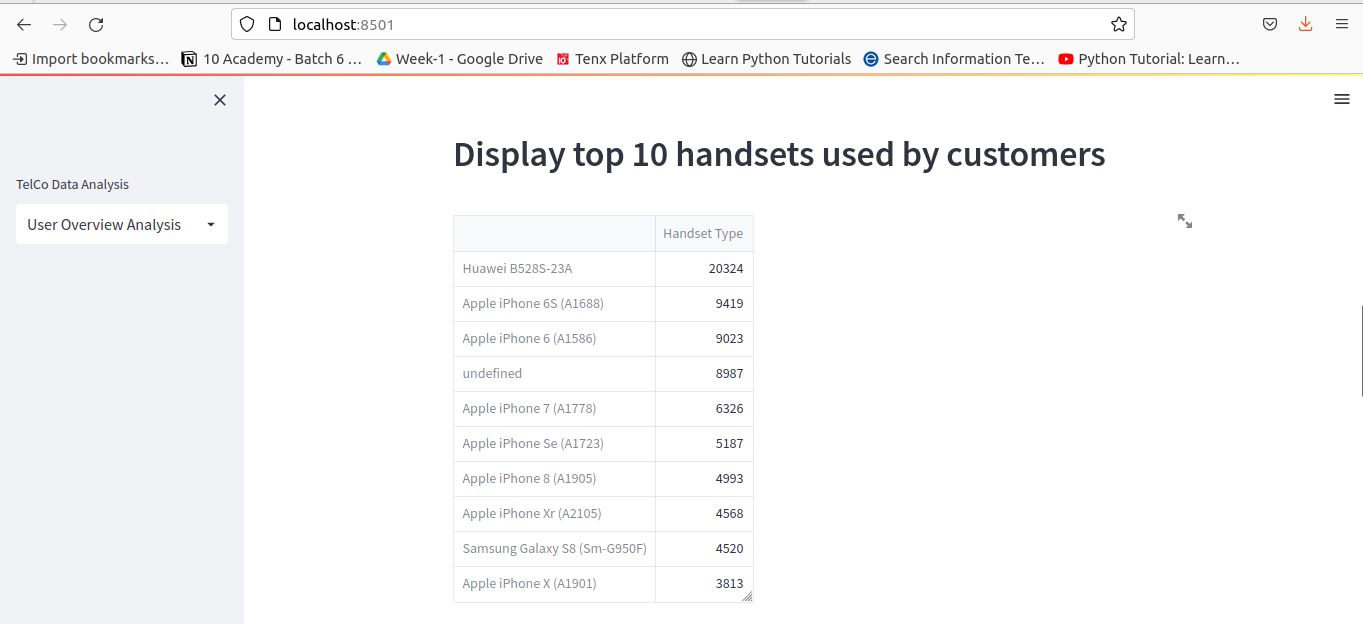 localhost:8501
Import bookmarks... 10 Academy - Batch 6 ... Week-1 - Google Drive Tenx Platform Learn Python Tutorials Search Information Te... Python Tutorial: Learn...
TelCo Data Analysis
User Overview Analysis
Display top 10 handsets used by customers
Handset Type
Huawei B528S-23A 20324
Apple iPhone 6S (A1688) 9419
Apple iPhone 6 (A1586) 9023
undefined 8987
Apple iPhone 7 (A1778) 6326
Apple iPhone Se (A1723) 5187
Apple iPhone 8 (A1905) 4993
Apple iPhone Xr (A2105) 4568
Samsung Galaxy S8 (Sm-G950F) 4520
Apple iPhone X (A1901) 3813